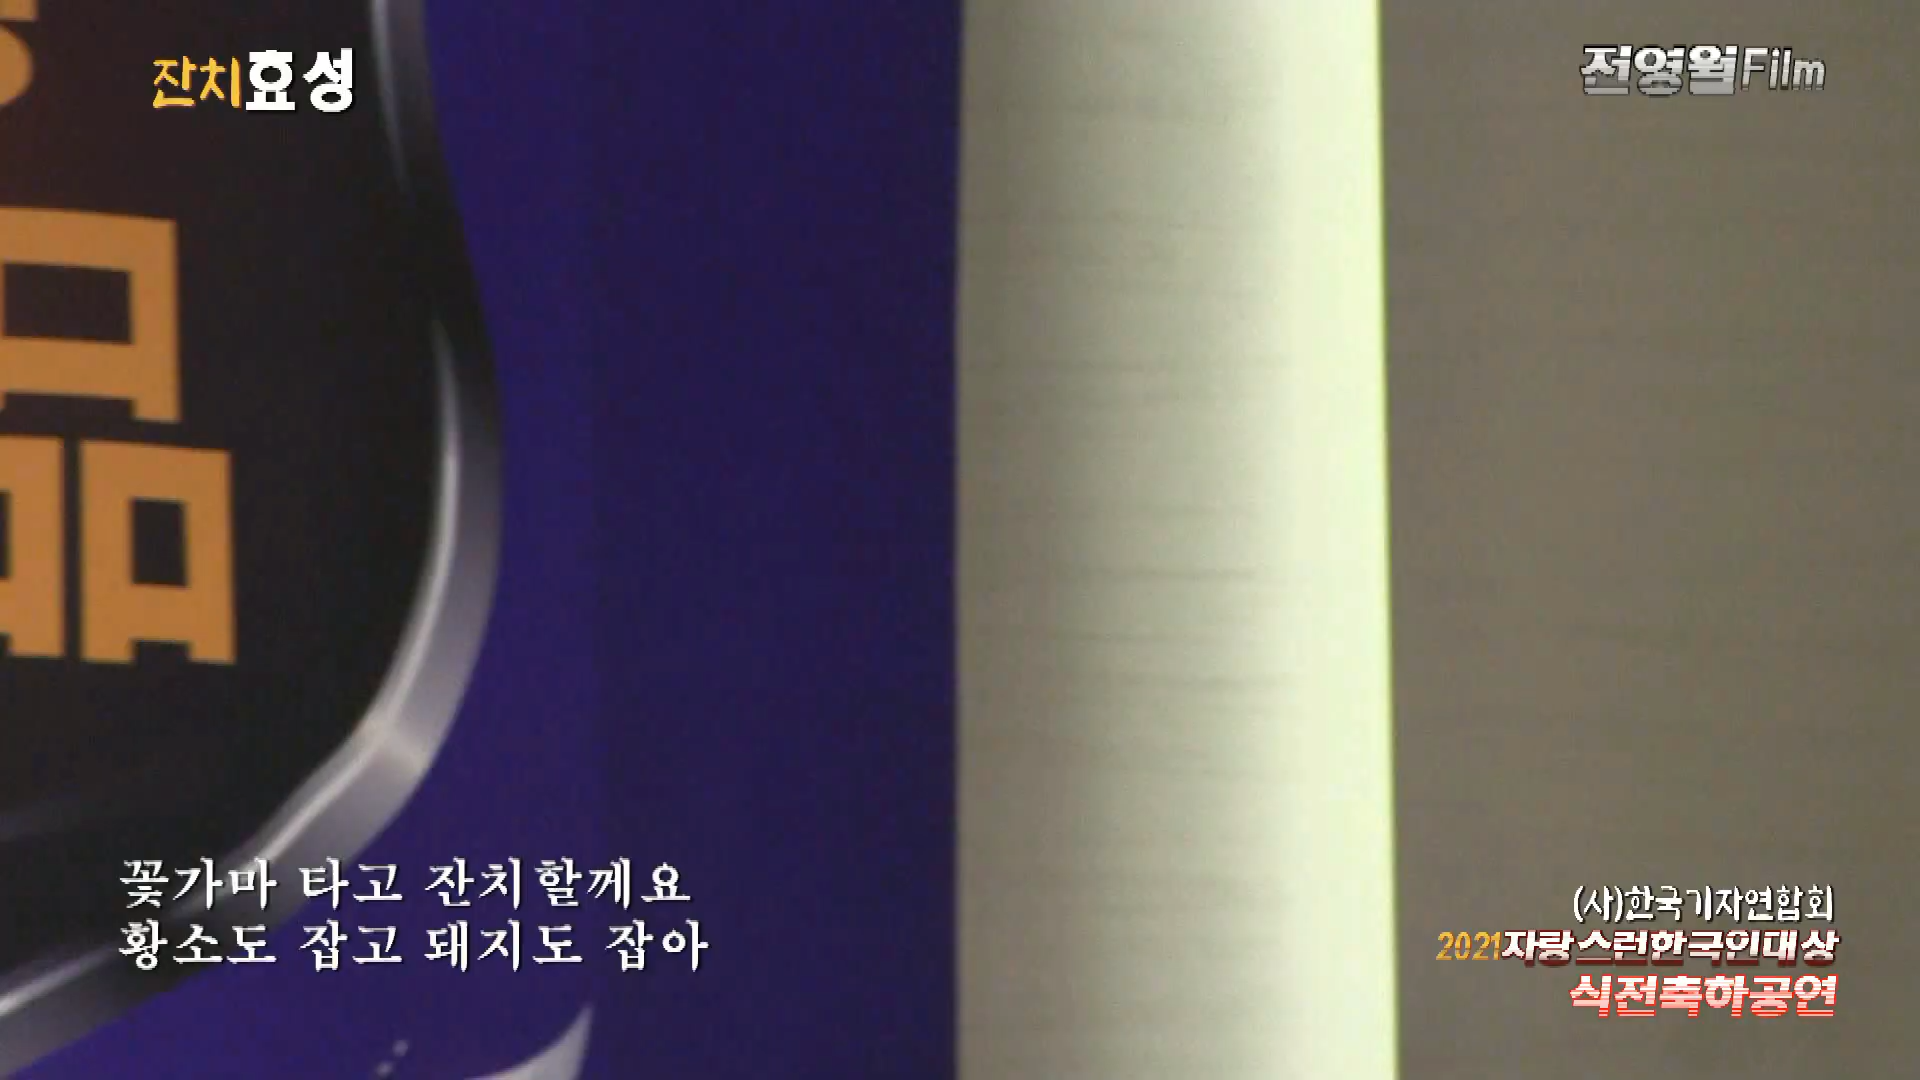 잔치효성
전영월Film
꽃가마 타고 잔치할께요
황소도 잡고 돼지도 잡아
(사)한국기자연합회
2021자랑스런한국인대상
식전축하공연